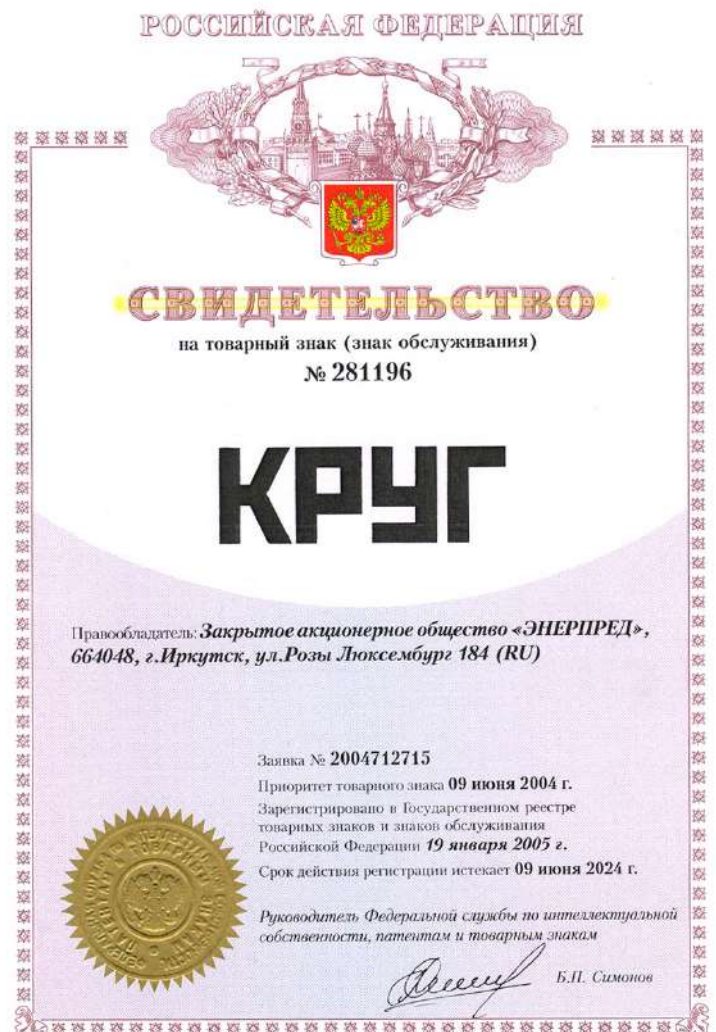 РОССИЙСКАЯ ФЕДЕРАЦИЯ
СВИДЕТЕЛЬСТВО
на товарный знак (знак обслуживания)
№ 281196
КРУГ
Правообладатель: Закрытое акционерное общество «ЭНЕРПРЕД»,
664048, г.Иркутск, ул.Розы Люксембург 184 (RU)
Заявка № 2004712715
Приоритет товарного знака 09 июня 2004 г.
Зарегистрировано в Государственном реестре
товарных знаков и знаков обслуживания
Российской Федерации 19 января 2005 г.
Срок действия регистрации истекает 09 июня 2024 г.
Руководитель Федеральной службы по интеллектуальной
собственности, патентам и товарным знакам
Б.П. Симонов